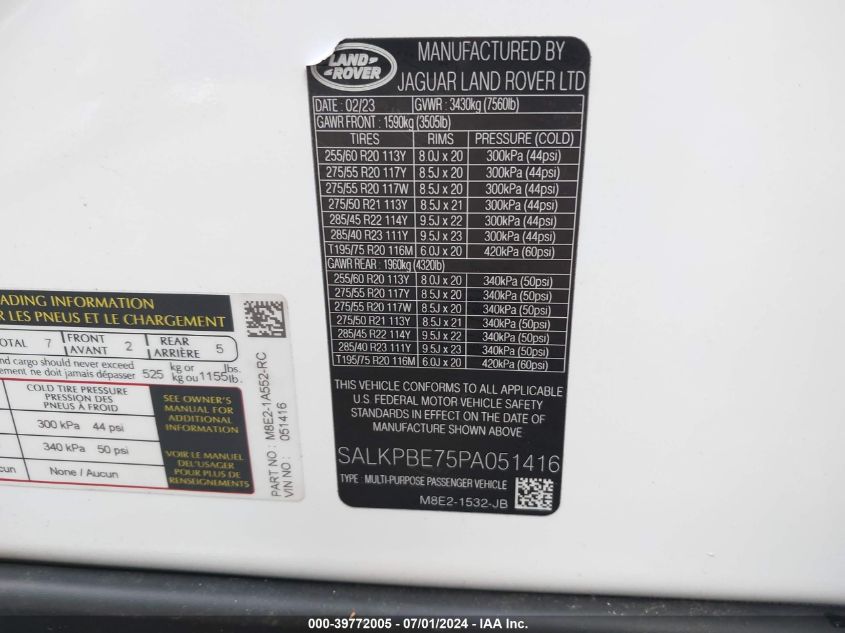 LAND
ROVER
MANUFACTURED BY
JAGUAR LAND ROVER LTD
DATE : 02/23 GVWR : 3430kg (7560lb)
GAWR FRONT : 1590kg (3505lb)
TIRES RIMS PRESSURE (COLD)
255/60 R20 113Y 8.0J x 20 300kPa (44psi)
275/55 R20 117Y 8.5J x 20 300kPa (44psi)
275/55 R20 117W 8.5J x 20 300kPa (44psi)
275/50 R21 113Y 8.5J x 21 300kPa (44psi)
285/45 R22 114Y 9.5J x 22 300kPa (44psi)
285/40 R23 111Y 9.5J x 23 300kPa (44psi)
T195/75 R20 116M 6.0J x 20 420kPa (60psi)
GAWR REAR : 1960kg (4320lb)
255/60 R20 113Y 8.0J x 20 340kPa (50psi)
275/55 R20 117Y 8.5J x 20 340kPa (50psi)
275/55 R20 117W 8.5J x 20 340kPa (50psi)
275/50 R21 113Y 8.5J x 21 340kPa (50psi)
285/45 R22 114Y 9.5J x 22 340kPa (50psi)
285/40 R23 111Y 9.5J x 23 340kPa (50psi)
T195/75 R20 116M 6.0J x 20 420kPa (60psi)
THIS VEHICLE CONFORMS TO ALL APPLICABLE
U.S. FEDERAL MOTOR VEHICLE SAFETY
STANDARDS IN EFFECT ON THE DATE OF
MANUFACTURE SHOWN ABOVE
SALKPBE75PA051416
TYPE : MULTI-PURPOSE PASSENGER VEHICLE
M8E2-1532-JB
ADING INFORMATION
R LES PNEUS ET LE CHARGEMENT
OTAL 7 FRONT AVANT 2 REAR ARRIÈRE 5
nd cargo should never exceed
ement ne doit jamais dépasser 525 kg or kg ou 1155 lbs. lb.
COLD TIRE PRESSURE
PRESSION DES
PNEUS À FROID
300 kPa 44 psi
340 kPa 50 psi
cun None / Aucun
SEE OWNER'S
MANUAL FOR
ADDITIONAL
INFORMATION
VOIR LE MANUEL
DE L'USAGER
POUR PLUS DE
RENSEIGNEMENTS
PART NO : M8E2-1A552-RC
VIN NO : 051416
000-39772005 - 07/01/2024 - IAA Inc.